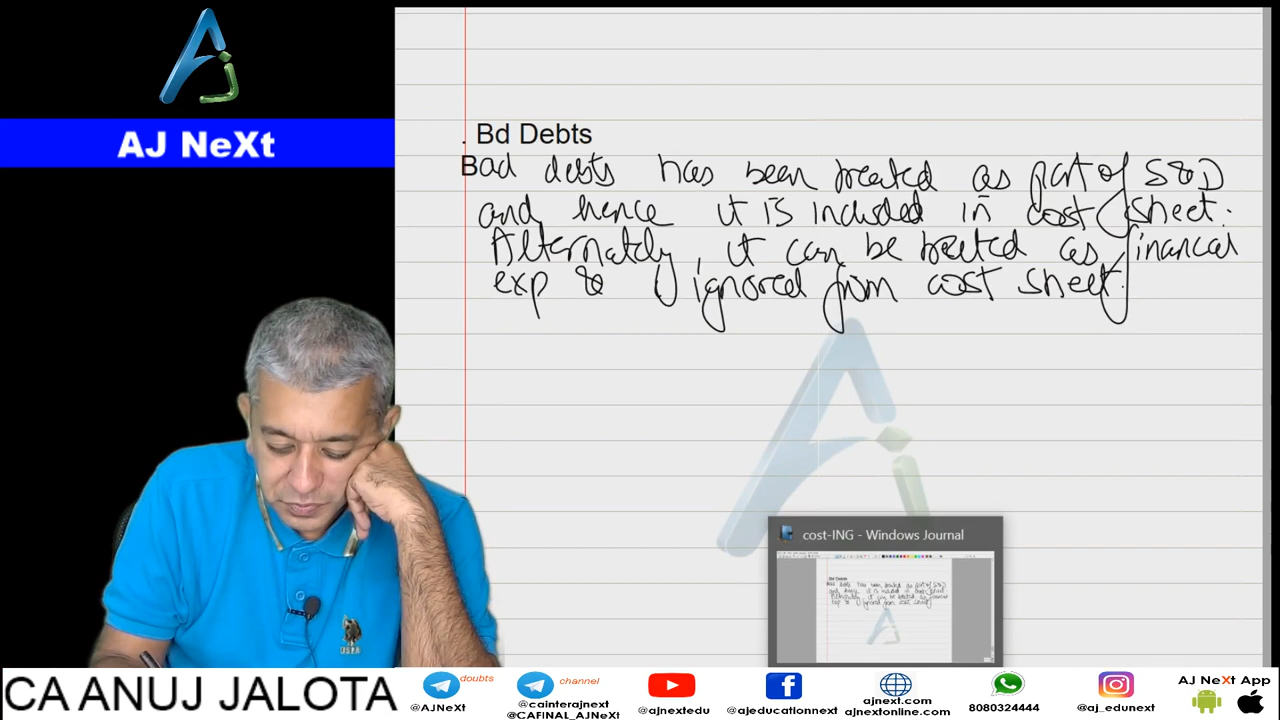 AJ NeXt
. Bd Debts
Bad debts has been treated as part of S&D
and hence it is included in cost sheet.
Alternately, it can be treated as financial
exp & ignored from cost sheet.
cost-ING - Windows Journal
CA ANUJ JALOTA
doubts
@AJNeXt
channel
@cainterajnext
@CAFINAL_AJNeXt
@ajnextedu
@ajeducationnext
ajnext.com
ajnextonline.com
8080324444
@aj_edunext
AJ NeXt App